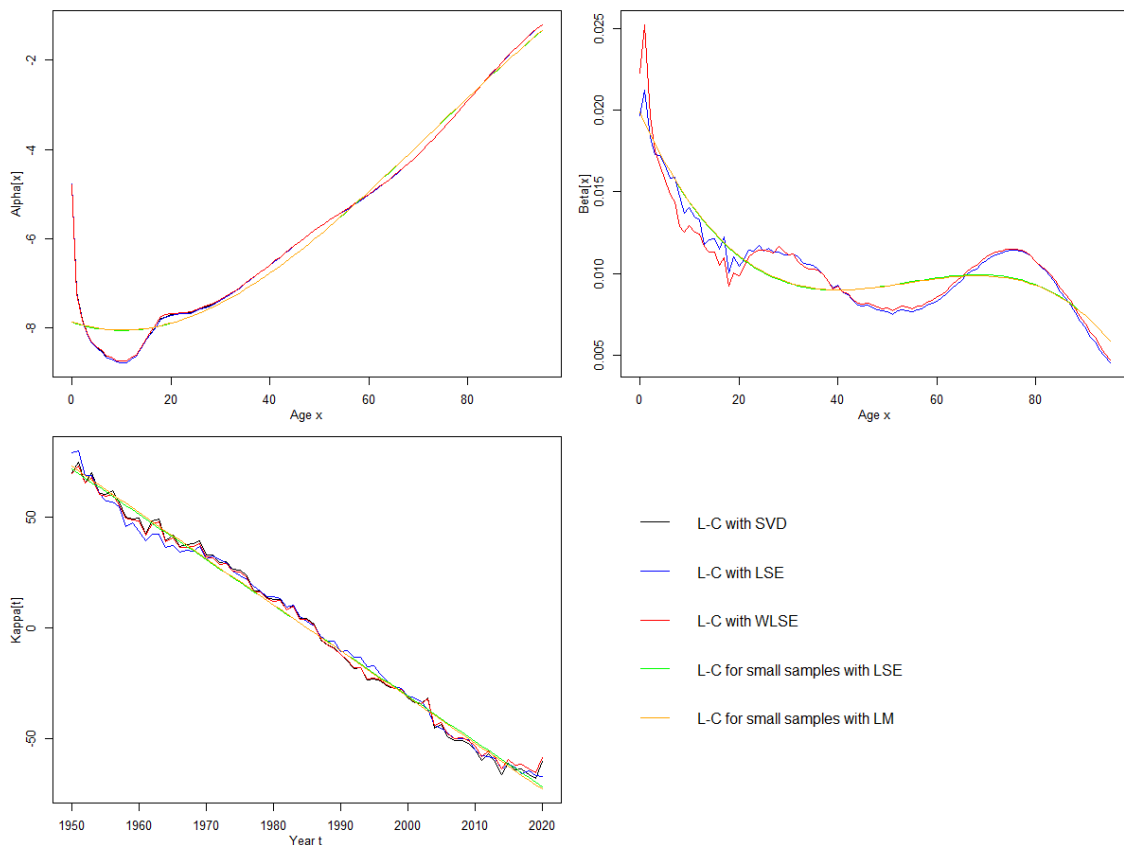 Alpha[x]
-2
-4
-6
-8
0 20 40 60 80
Age x
Beta[x]
0.025
0.020
0.015
0.010
0.005
0 20 40 60 80
Age x
Kappa[t]
50
0
-50
1950 1960 1970 1980 1990 2000 2010 2020
Year t
L-C with SVD
L-C with LSE
L-C with WLSE
L-C for small samples with LSE
L-C for small samples with LM